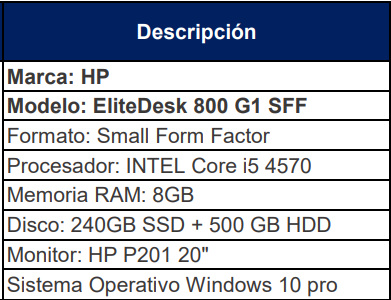 Descripción
Marca: HP
Modelo: EliteDesk 800 G1 SFF
Formato: Small Form Factor
Procesador: INTEL Core i5 4570
Memoria RAM: 8GB
Disco: 240GB SSD + 500 GB HDD
Monitor: HP P201 20"
Sistema Operativo Windows 10 pro